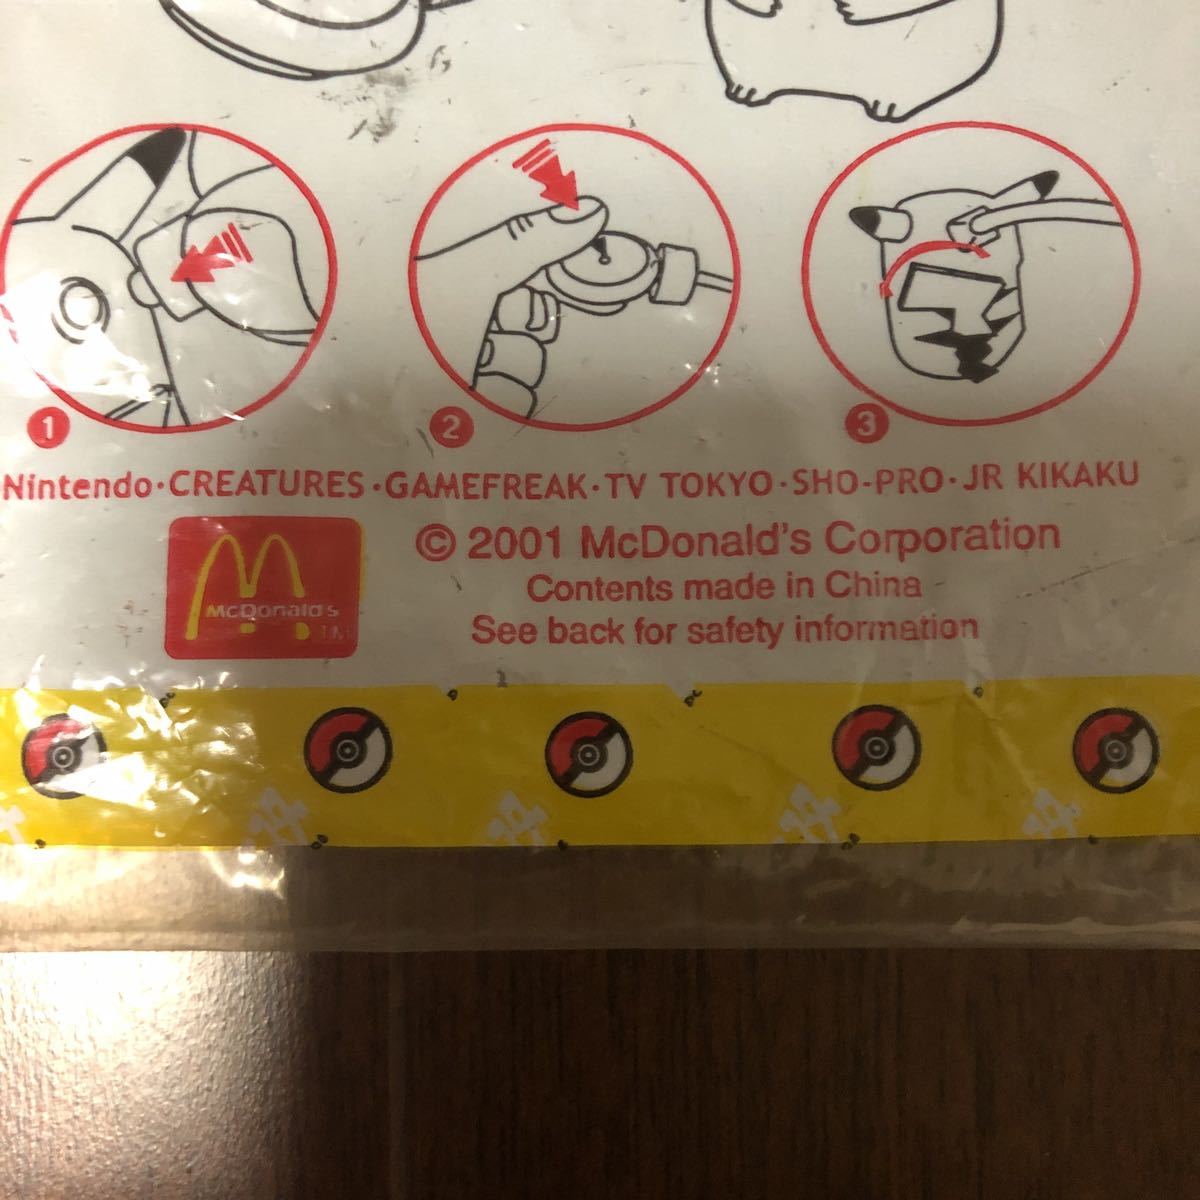 1
2
3
Nintendo·CREATURES·GAMEFREAK·TV TOKYO·SHO-PRO·JR KIKAKU
McDonald's
TM
© 2001 McDonald's Corporation
Contents made in China
See back for safety information